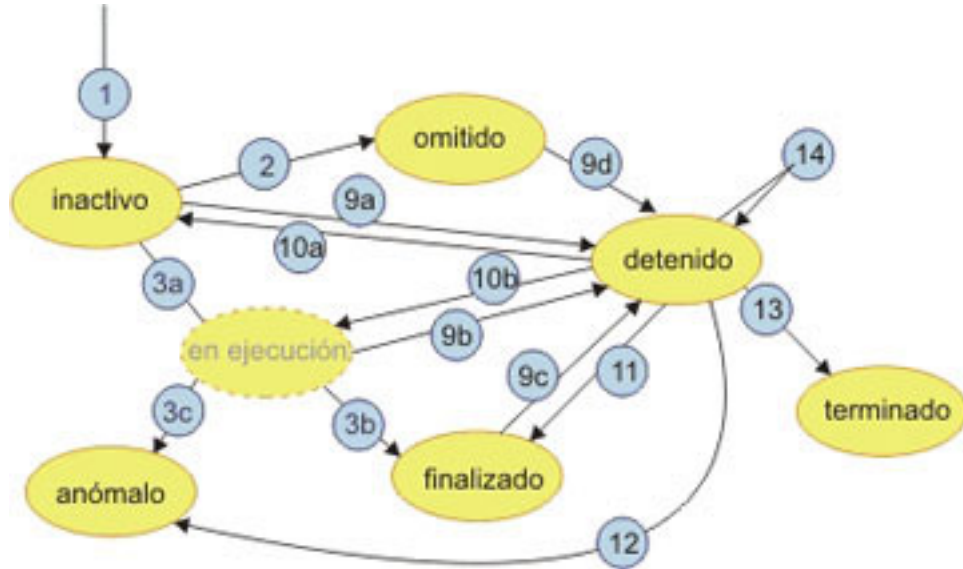 1
omitido
14
2
9d
inactivo
9a
10a
detenido
3a
10b
13
en ejecución
9b
9c
11
3c
3b
terminado
anómalo
finalizado
12